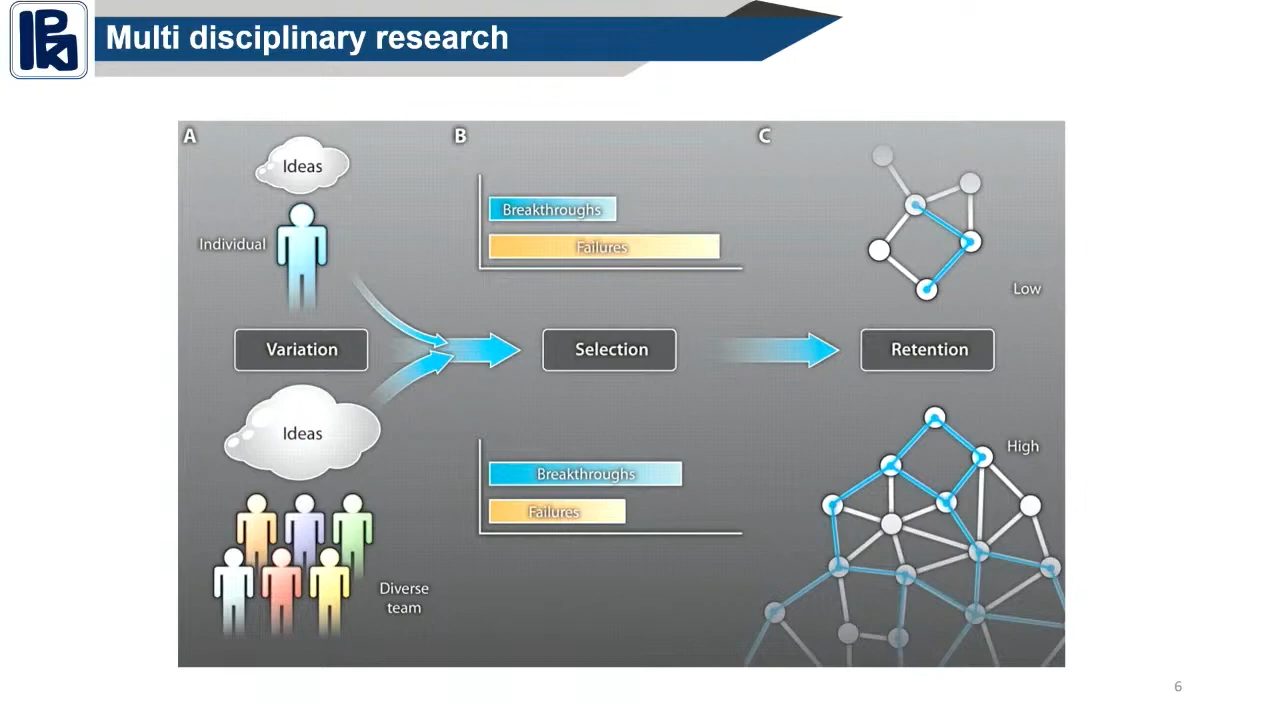 Multi disciplinary research
A
B
C
Ideas
Individual
Breakthroughs
Failures
Low
Variation
Selection
Retention
Ideas
High
Breakthroughs
Failures
Diverse
team
6